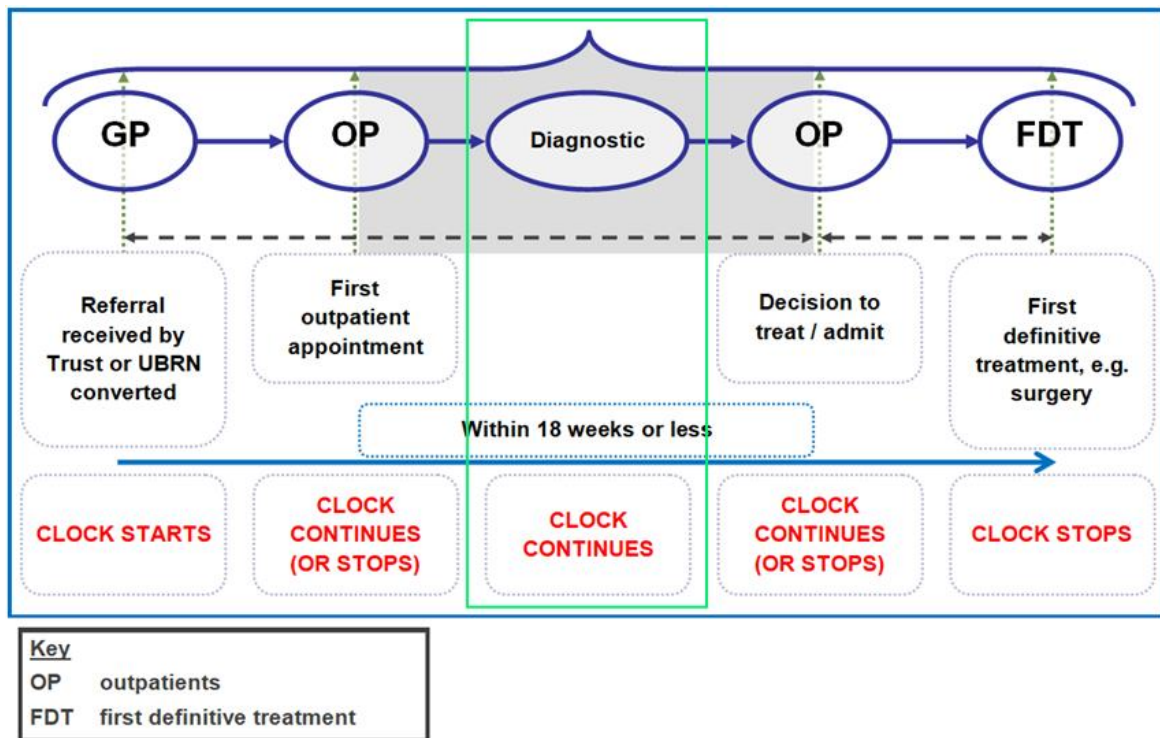 GP
OP
Diagnostic
OP
FDT
Referral
received by
Trust or UBRN
converted
First
outpatient
appointment
Decision to
treat / admit
First
definitive
treatment, e.g.
surgery
Within 18 weeks or less
CLOCK STARTS
CLOCK
CONTINUES
(OR STOPS)
CLOCK
CONTINUES
CLOCK
CONTINUES
(OR STOPS)
CLOCK STOPS
Key
OP outpatients
FDT first definitive treatment